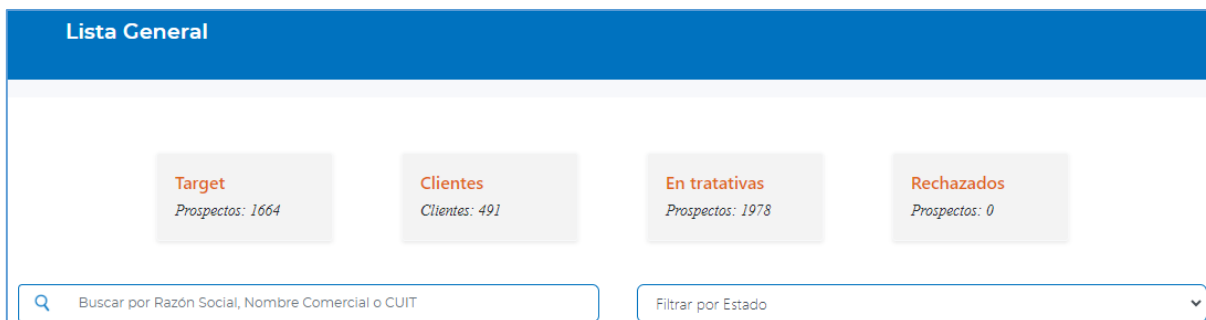 Lista General
Target
Prospectos: 1664
Clientes
Clientes: 491
En tratativas
Prospectos: 1978
Rechazados
Prospectos: 0
Buscar por Razón Social, Nombre Comercial o CUIT
Filtrar por Estado